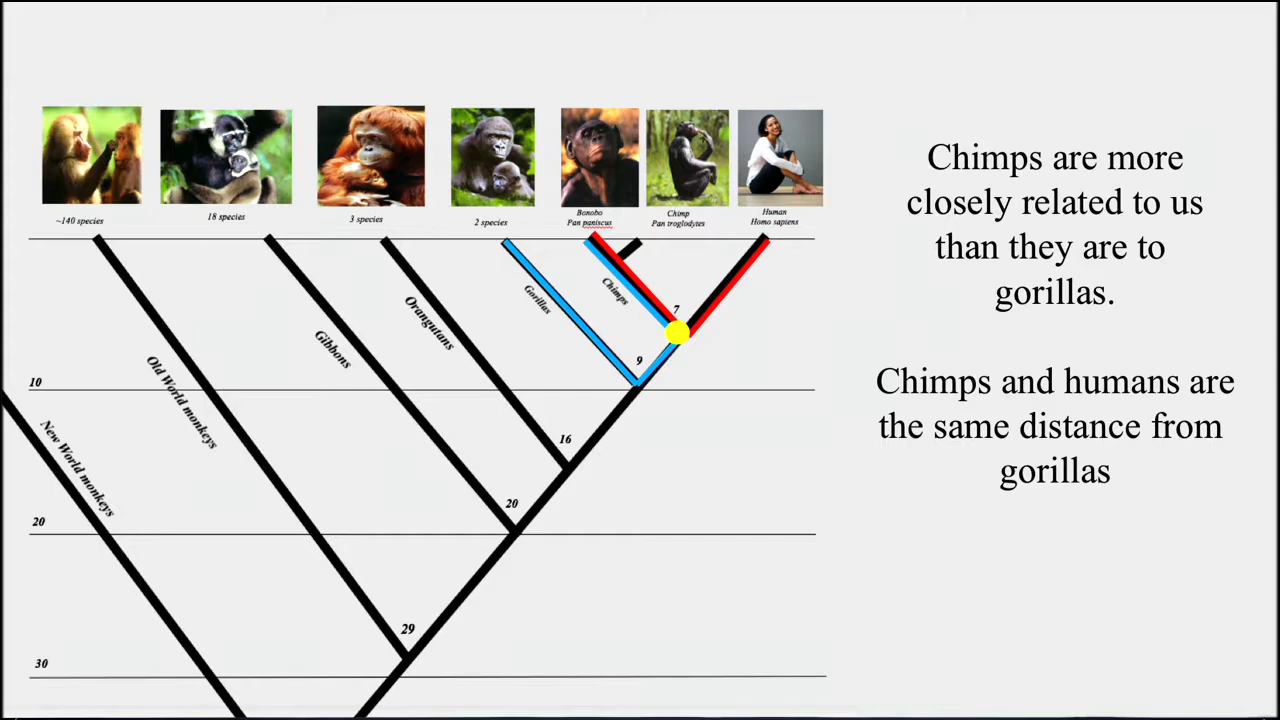 ~140 species
18 species
3 species
2 species
Bonobo
Pan paniscus
Chimp
Pan troglodytes
Human
Homo sapiens
Chimps are more
closely related to us
than they are to
gorillas.
Chimps and humans are
the same distance from
gorillas
New World monkeys
Old World monkeys
Gibbons
Orangutans
Gorillas
Chimps
7
9
10
16
20
20
29
30